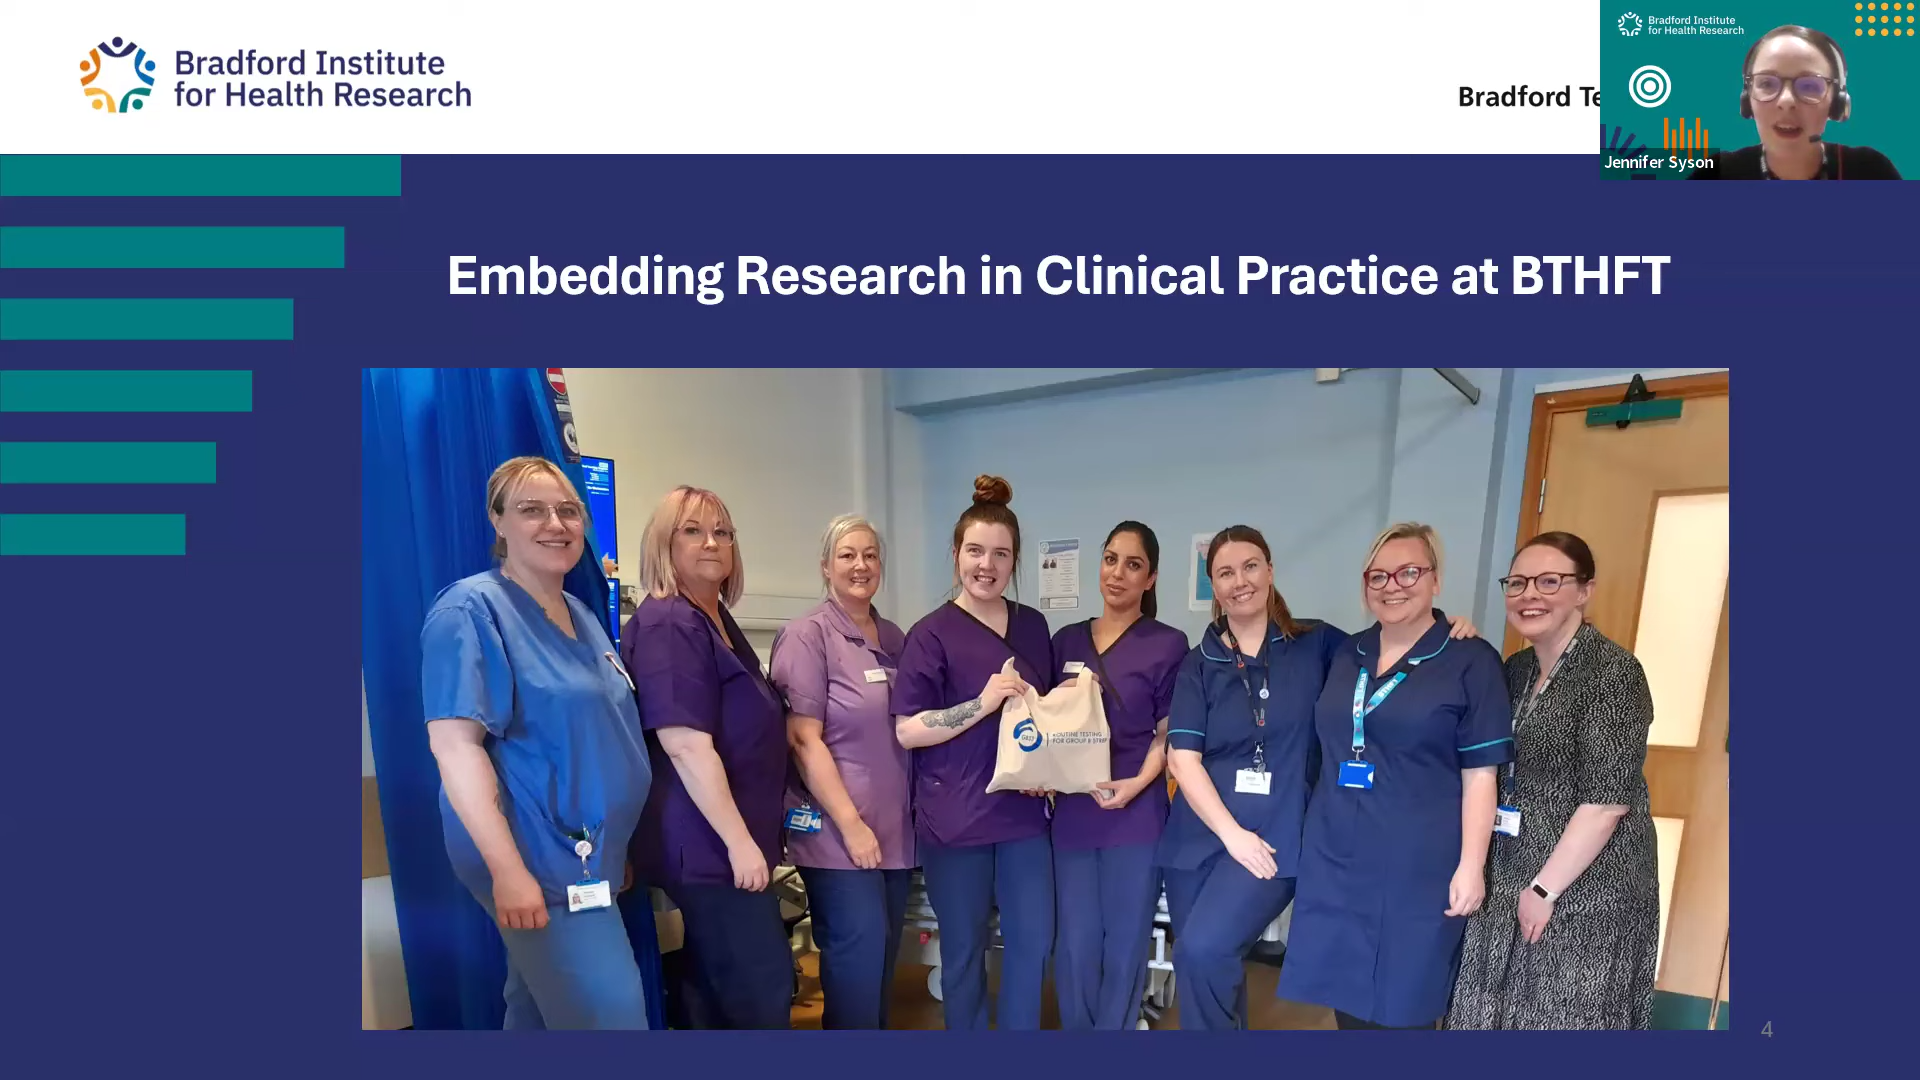 Bradford Institute
for Health Research
Bradford Te
Bradford Institute
for Health Research
Jennifer Syson
Embedding Research in Clinical Practice at BTHFT
ROUTINE TESTING
FOR GROUP B STREP
4